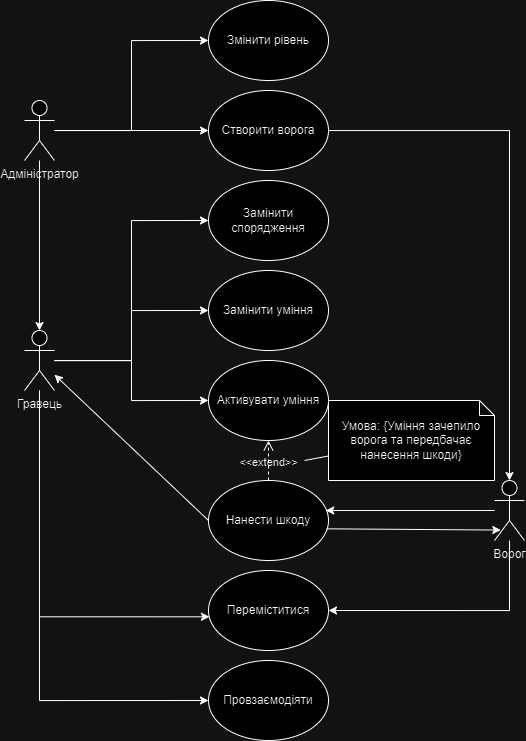 Змінити рівень
Створити ворога
Адміністратор
Замінити
спорядження
Замінити уміння
Гравець
Активувати уміння
Умова: {Уміння зачепило
ворога та передбачає
нанесення шкоди}
<<extend>>
Нанести шкоду
Ворог
Переміститися
Провзаємодіяти